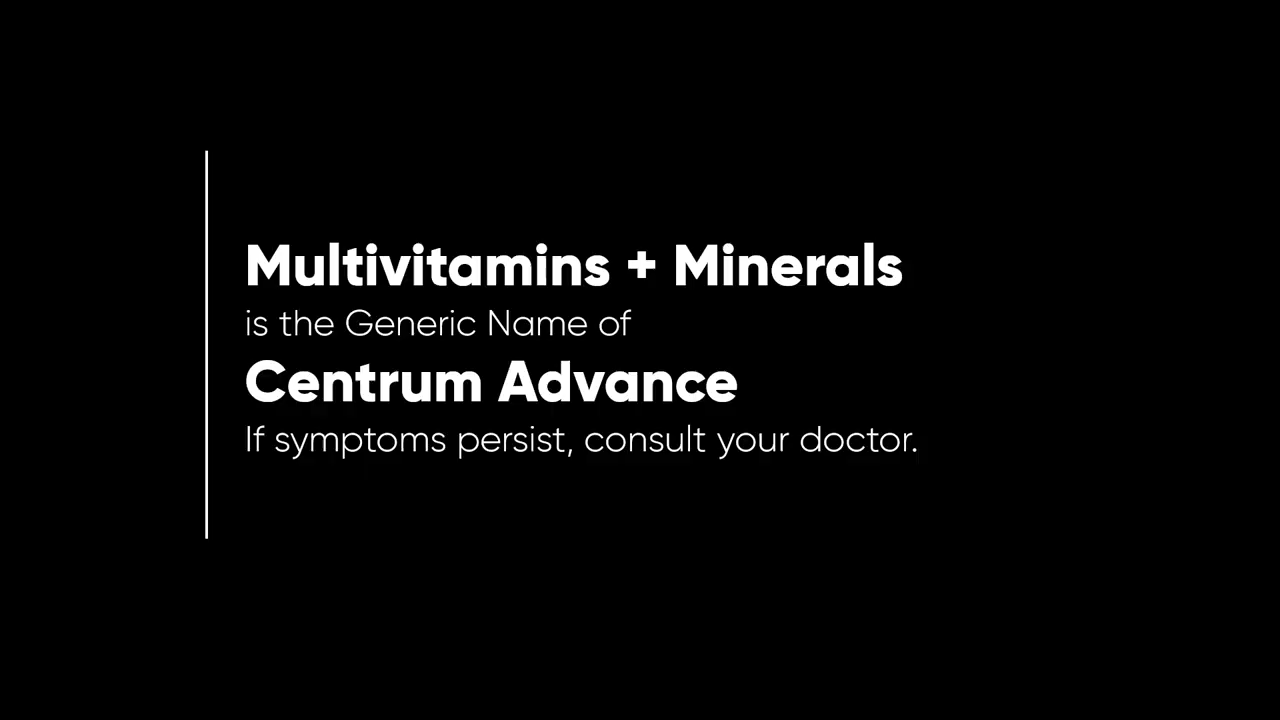 Multivitamins + Minerals
is the Generic Name of
Centrum Advance
If symptoms persist, consult your doctor.